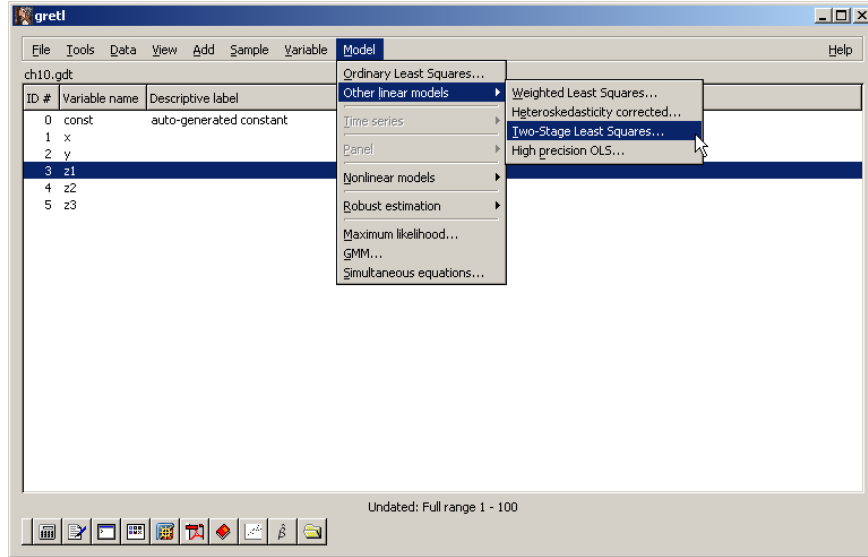 gretl
File Tools Data View Add Sample Variable Model Help
ch10.gdt
ID # Variable name Descriptive label
0 const auto-generated constant
1 x
2 y
3 z1
4 z2
5 z3
Ordinary Least Squares...
Other linear models
Time series
Panel
Nonlinear models
Robust estimation
Maximum likelihood...
GMM...
Simultaneous equations...
Weighted Least Squares...
Heteroskedasticity corrected...
Two-Stage Least Squares...
High precision OLS...
Undated: Full range 1 - 100
β̂